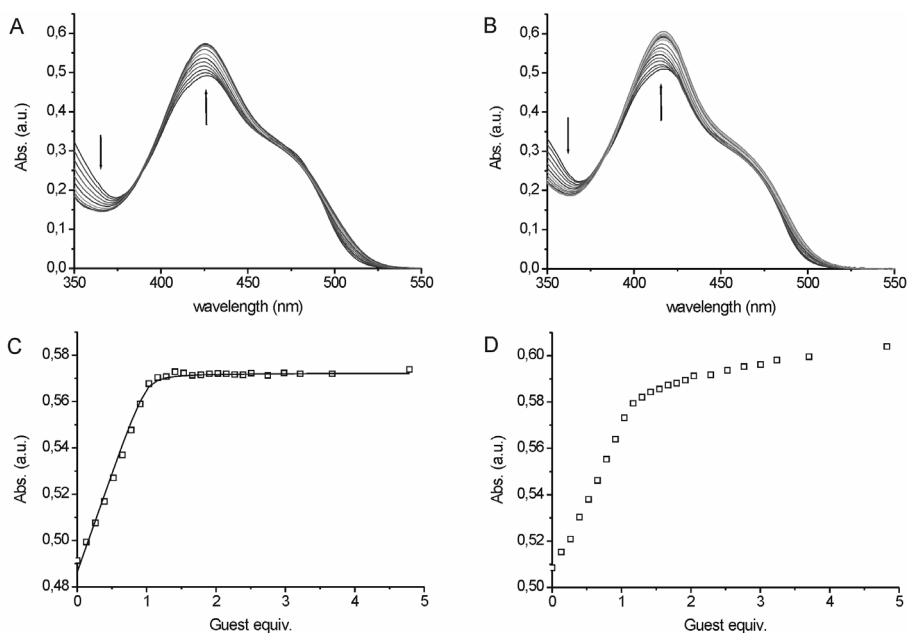 A
0,6
0,5
0,4
0,3
0,2
0,1
0,0
Abs. (a.u.)
350 400 450 500 550
wavelength (nm)
B
0,6
0,5
0,4
0,3
0,2
0,1
0,0
Abs. (a.u.)
350 400 450 500 550
wavelength (nm)
C
0,58
0,56
0,54
0,52
0,50
0,48
Abs. (a.u.)
0 1 2 3 4 5
Guest equiv.
D
0,60
0,58
0,56
0,54
0,52
0,50
Abs. (a.u.)
0 1 2 3 4 5
Guest equiv.